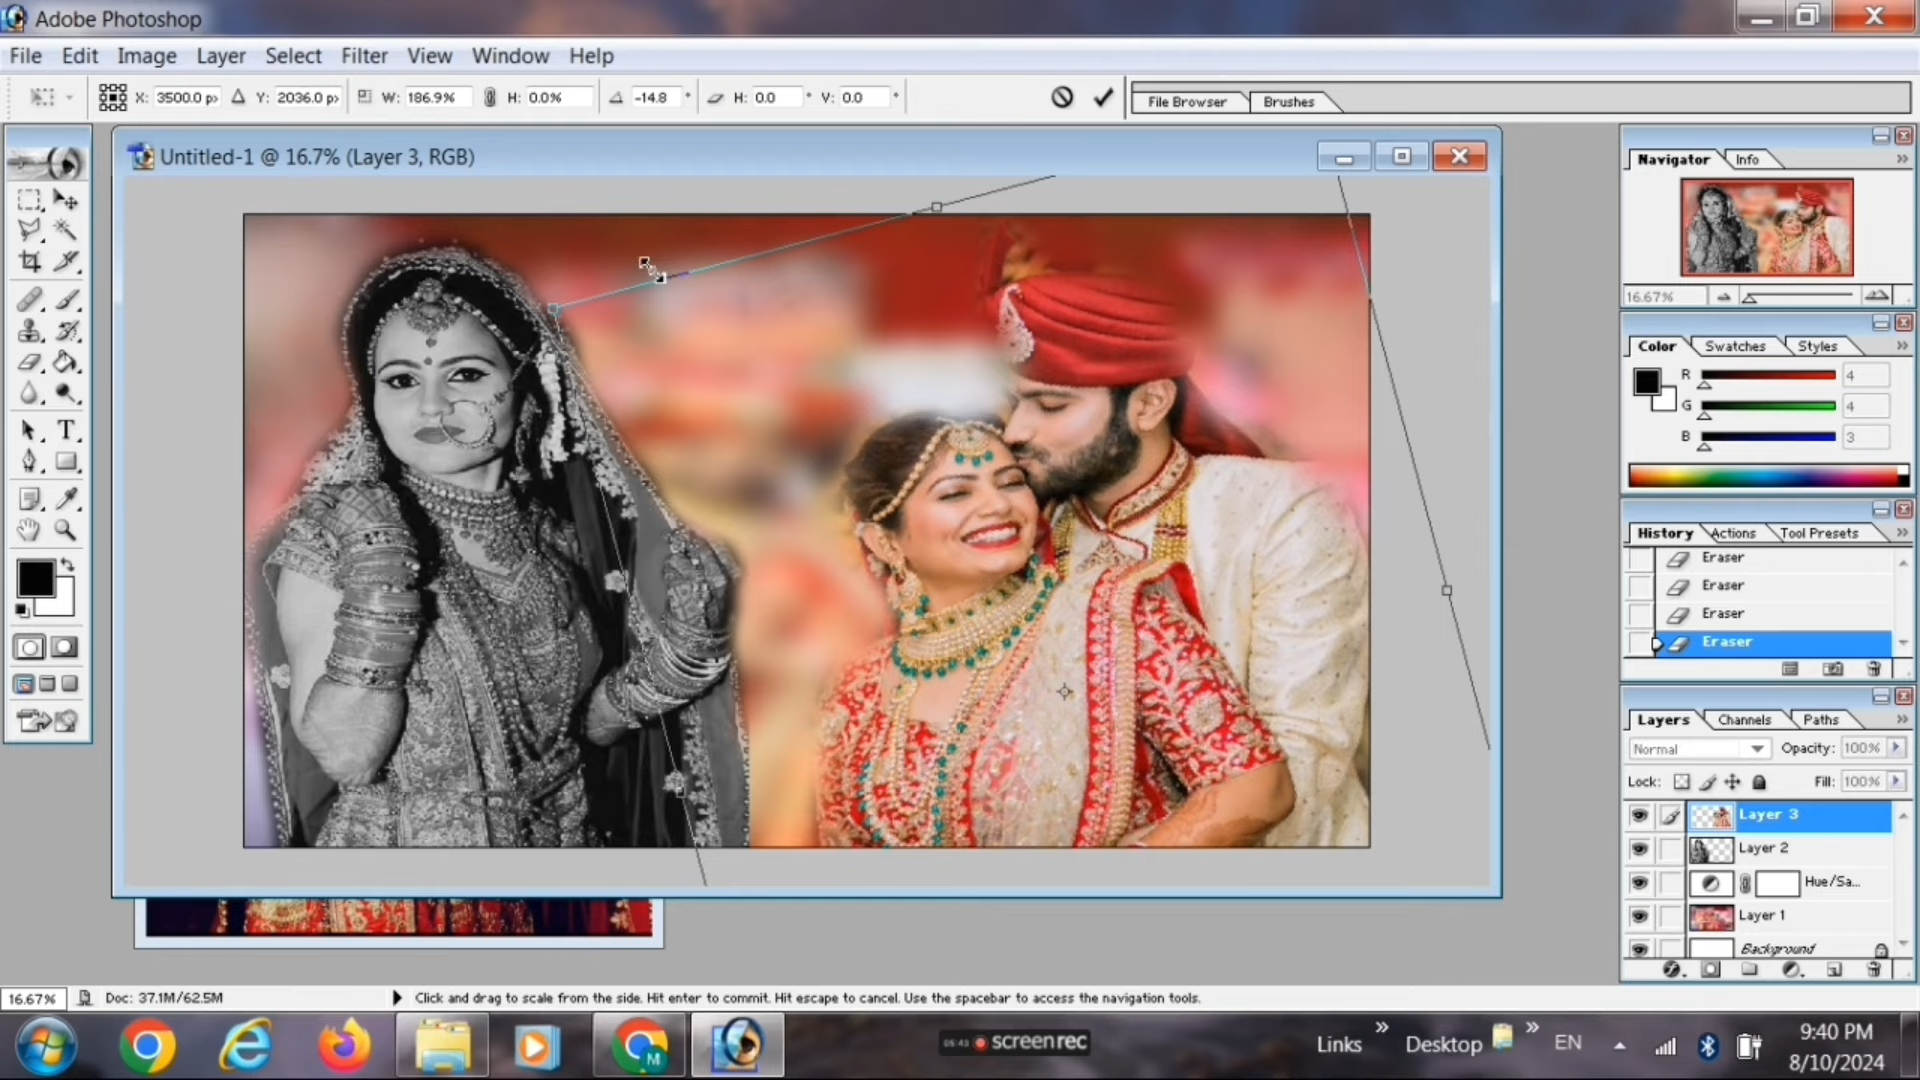 Adobe Photoshop
File Edit Image Layer Select Filter View Window Help
X: 3500.0 p> Y: 2036.0 p> W: 186.9% H: 0.0% -14.8 ° H: 0.0 ° V: 0.0 °
File Browser Brushes
Untitled-1 @ 16.7% (Layer 3, RGB)
Navigator Info
16.67%
Color Swatches Styles
R 4
G 4
B 3
History Actions Tool Presets
Eraser
Eraser
Eraser
Eraser
Layers Channels Paths
Normal Opacity: 100%
Lock: Fill: 100%
Layer 3
Layer 2
Hue/Sa...
Layer 1
Background
16.67% Doc: 37.1M/62.5M Click and drag to scale from the side. Hit enter to commit. Hit escape to cancel. Use the spacebar to access the navigation tools.
M
05:43 screenrec
Links Desktop EN
9:40 PM
8/10/2024